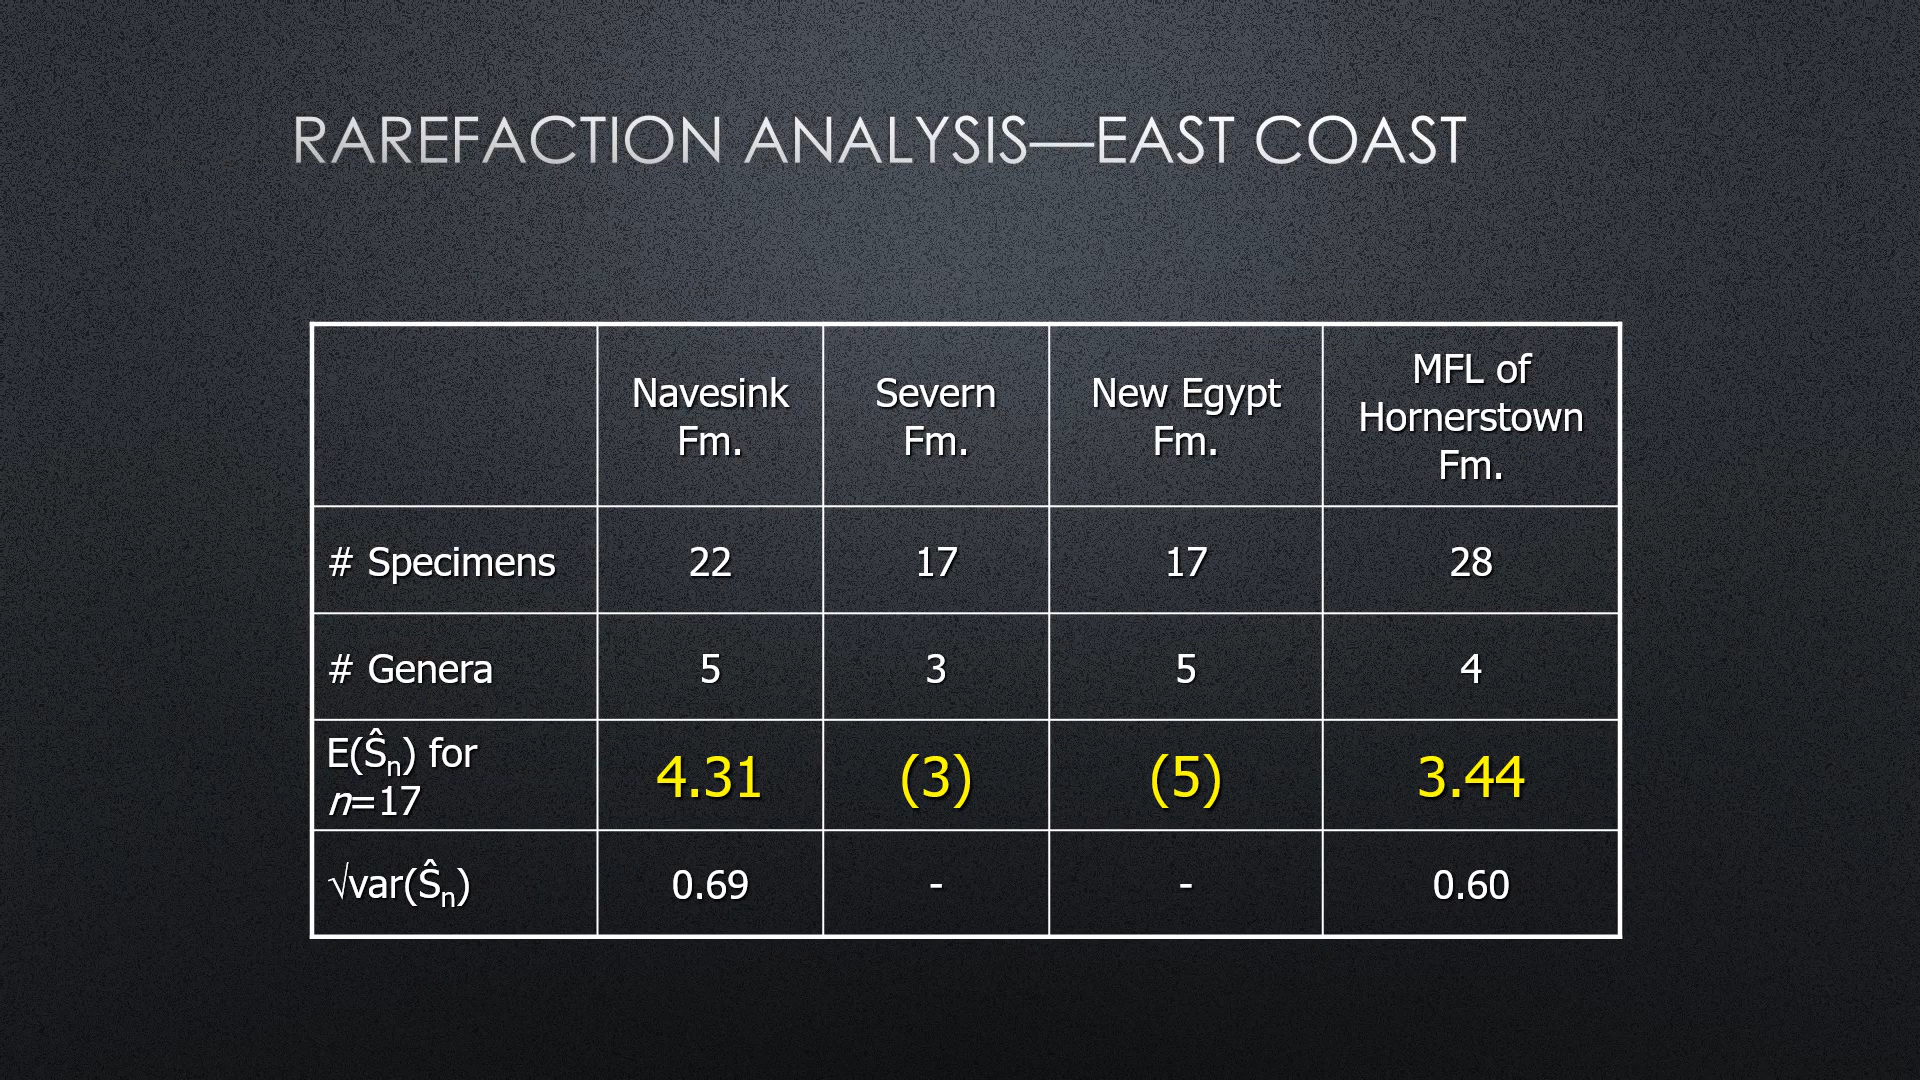 RAREFACTION ANALYSIS—EAST COAST
Navesink
Fm.
Severn
Fm.
New Egypt
Fm.
MFL of
Hornerstown
Fm.
# Specimens 22 17 17 28
# Genera 5 3 5 4
E(Ŝn) for
n=17
4.31 (3) (5) 3.44
√var(Ŝn) 0.69 - - 0.60